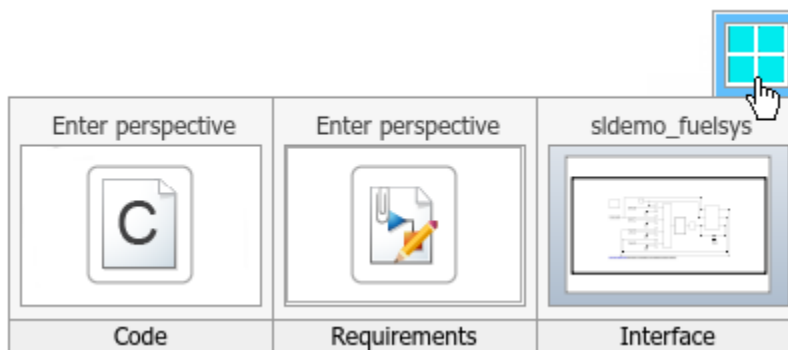 Enter perspective Enter perspective sldemo_fuelsys
C
Code Requirements Interface